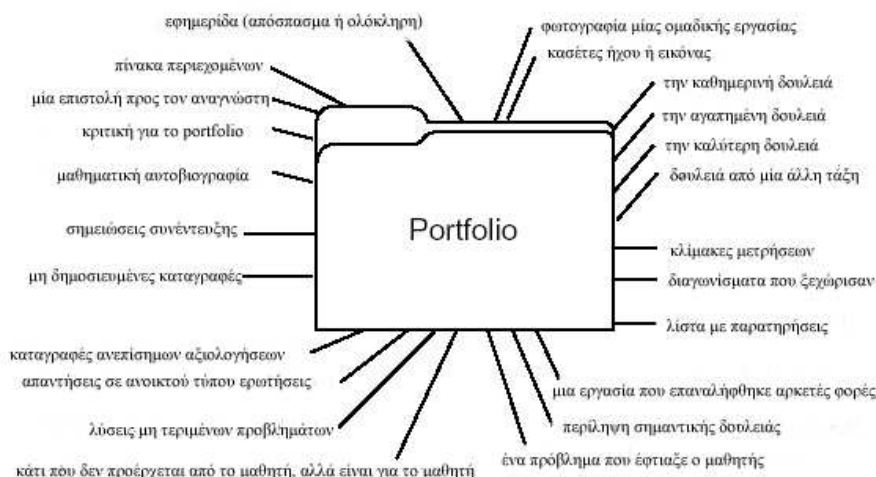 εφημερίδα (απόσπασμα ή ολόκληρη)
πίνακα περιεχομένων
μία επιστολή προς τον αναγνώστη
κριτική για το portfolio
μαθηματική αυτοβιογραφία
σημειώσεις συνέντευξης
μη δημοσιευμένες καταγραφές
καταγραφές ανεπίσημων αξιολογήσεων
απαντήσεις σε ανοικτού τύπου ερωτήσεις
λύσεις μη τεριμένων προβλημάτων
κάτι που δεν προέρχεται από το μαθητή, αλλά είναι για το μαθητή
Portfolio
φωτογραφία μίας ομαδικής εργασίας
κασέτες ήχου ή εικόνας
την καθημερινή δουλειά
την αγαπημένη δουλειά
την καλύτερη δουλειά
δουλειά από μία άλλη τάξη
κλίμακες μετρήσεων
διαγωνίσματα που ξεχώρισαν
λίστα με παρατηρήσεις
μια εργασία που επαναλήφθηκε αρκετές φορές
περίληψη σημαντικής δουλειάς
ένα πρόβλημα που έφτιαξε ο μαθητής